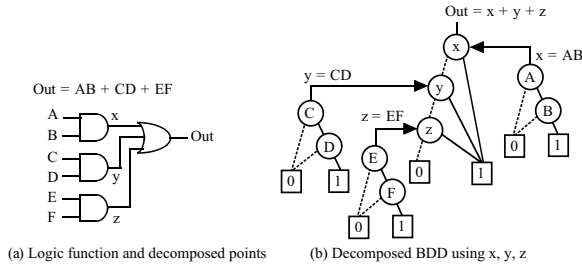 Out = AB + CD + EF
A
B
C
D
E
F
x
y
z
Out
(a) Logic function and decomposed points
Out = x + y + z
x
x = AB
y = CD
y
A
B
C
z = EF
z
D
E
F
0
1
0
1
0
1
0
1
(b) Decomposed BDD using x, y, z